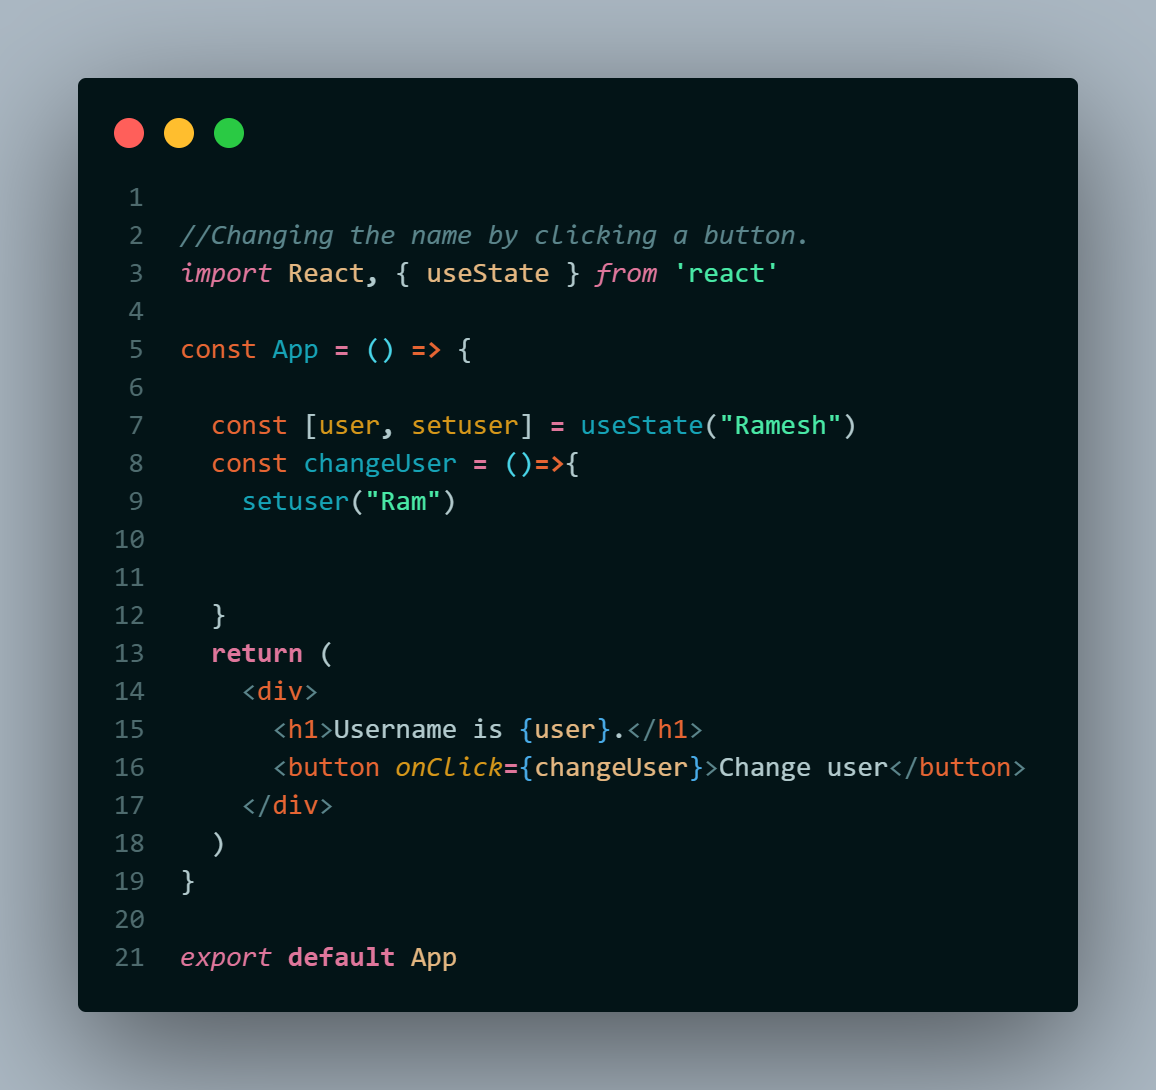 1
2 //Changing the name by clicking a button.
3 import React, { useState } from 'react'
4
5 const App = () => {
6
7   const [user, setuser] = useState("Ramesh")
8   const changeUser = ()=>{
9     setuser("Ram")
10
11
12   }
13   return (
14     <div>
15       <h1>Username is {user}.</h1>
16       <button onClick={changeUser}>Change user</button>
17     </div>
18   )
19 }
20
21 export default App